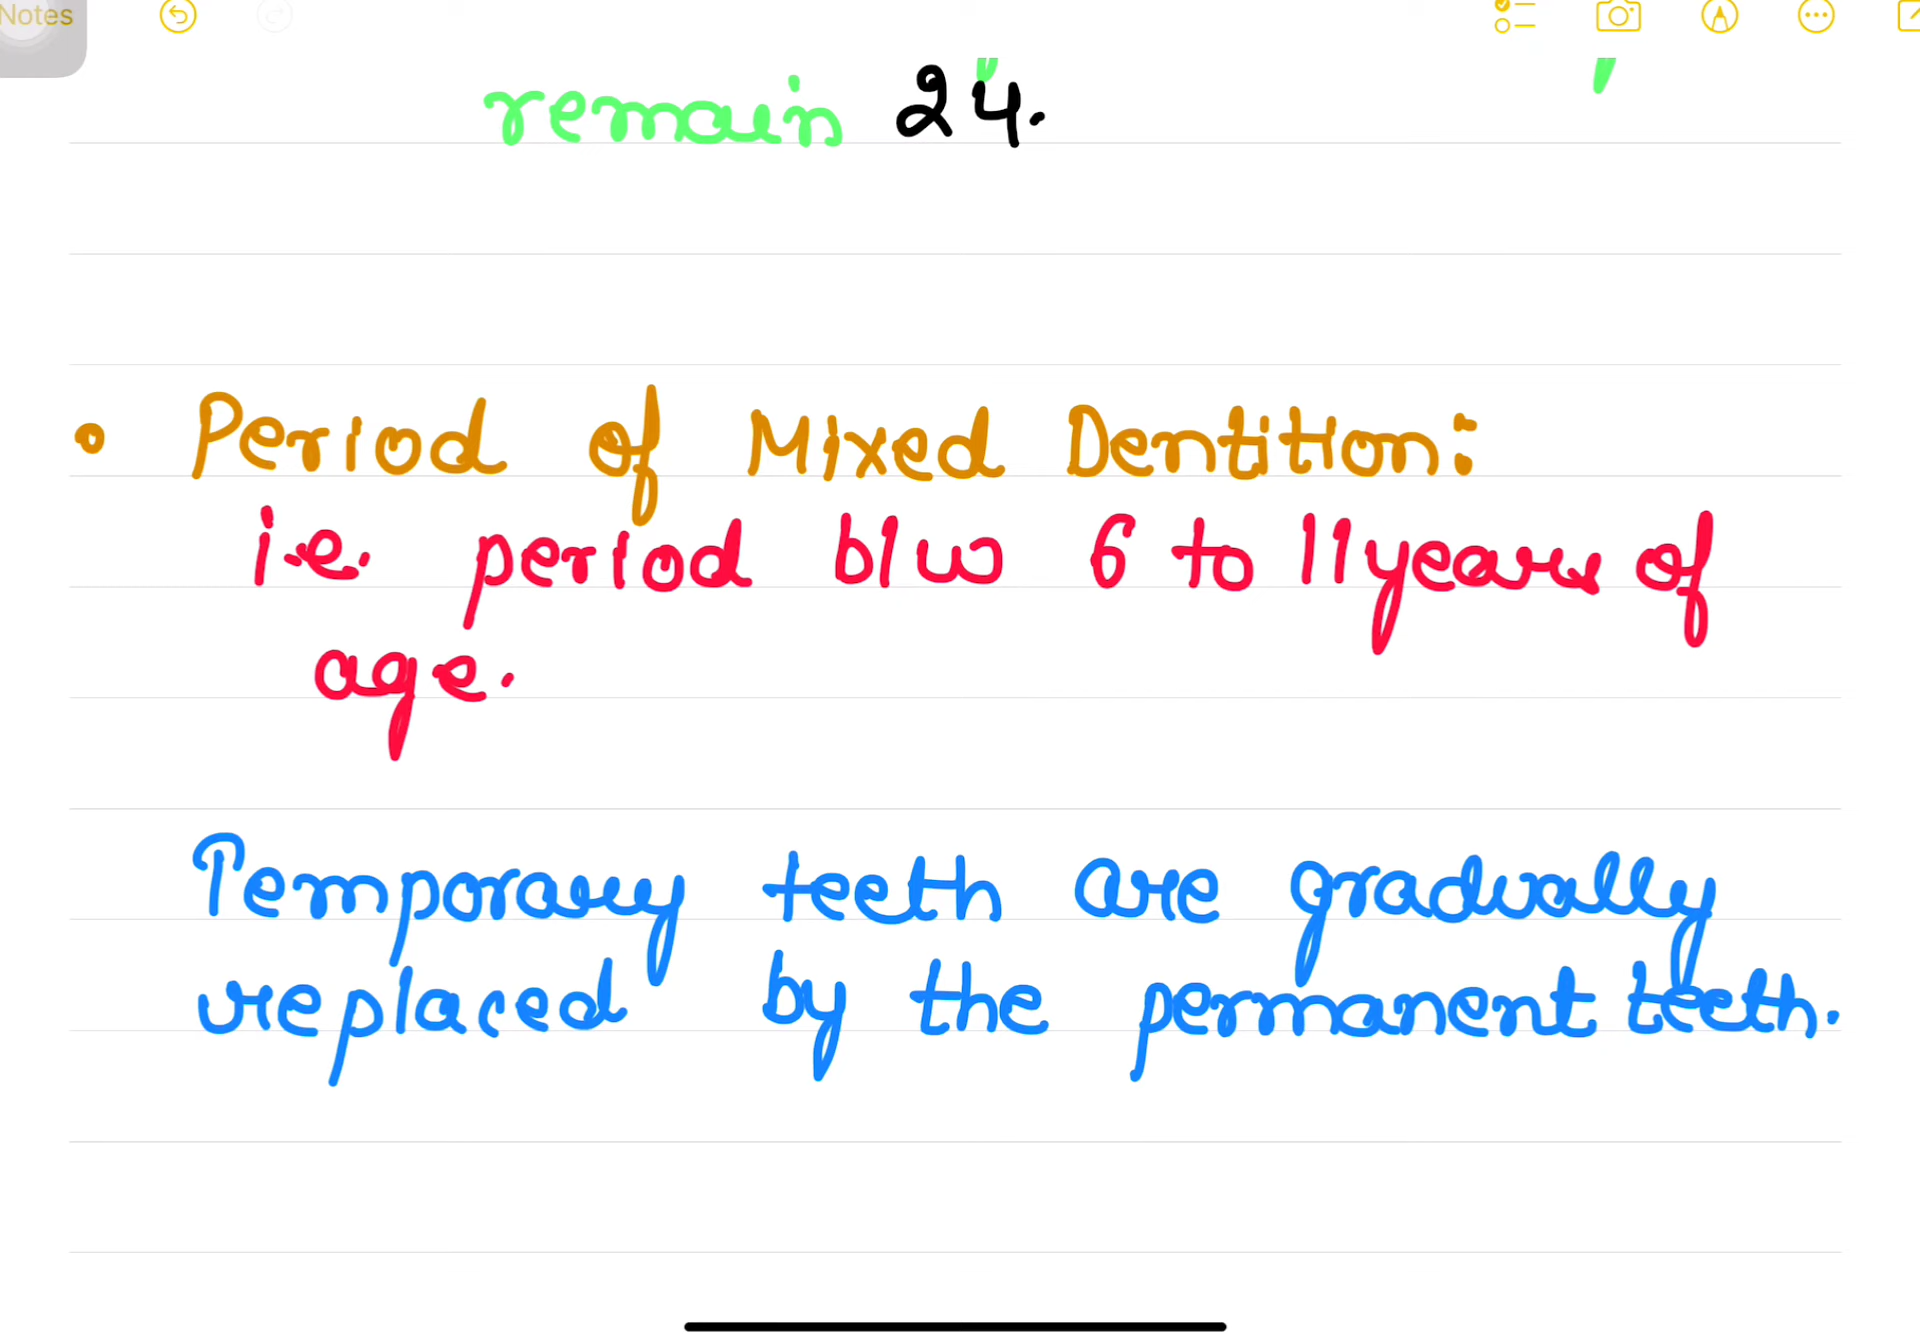 Notes
remain 24.
• Period of Mixed Dentition:
i.e. period b/w 6 to 11 years of
age.
Temporary teeth are gradually
replaced by the permanent teeth.